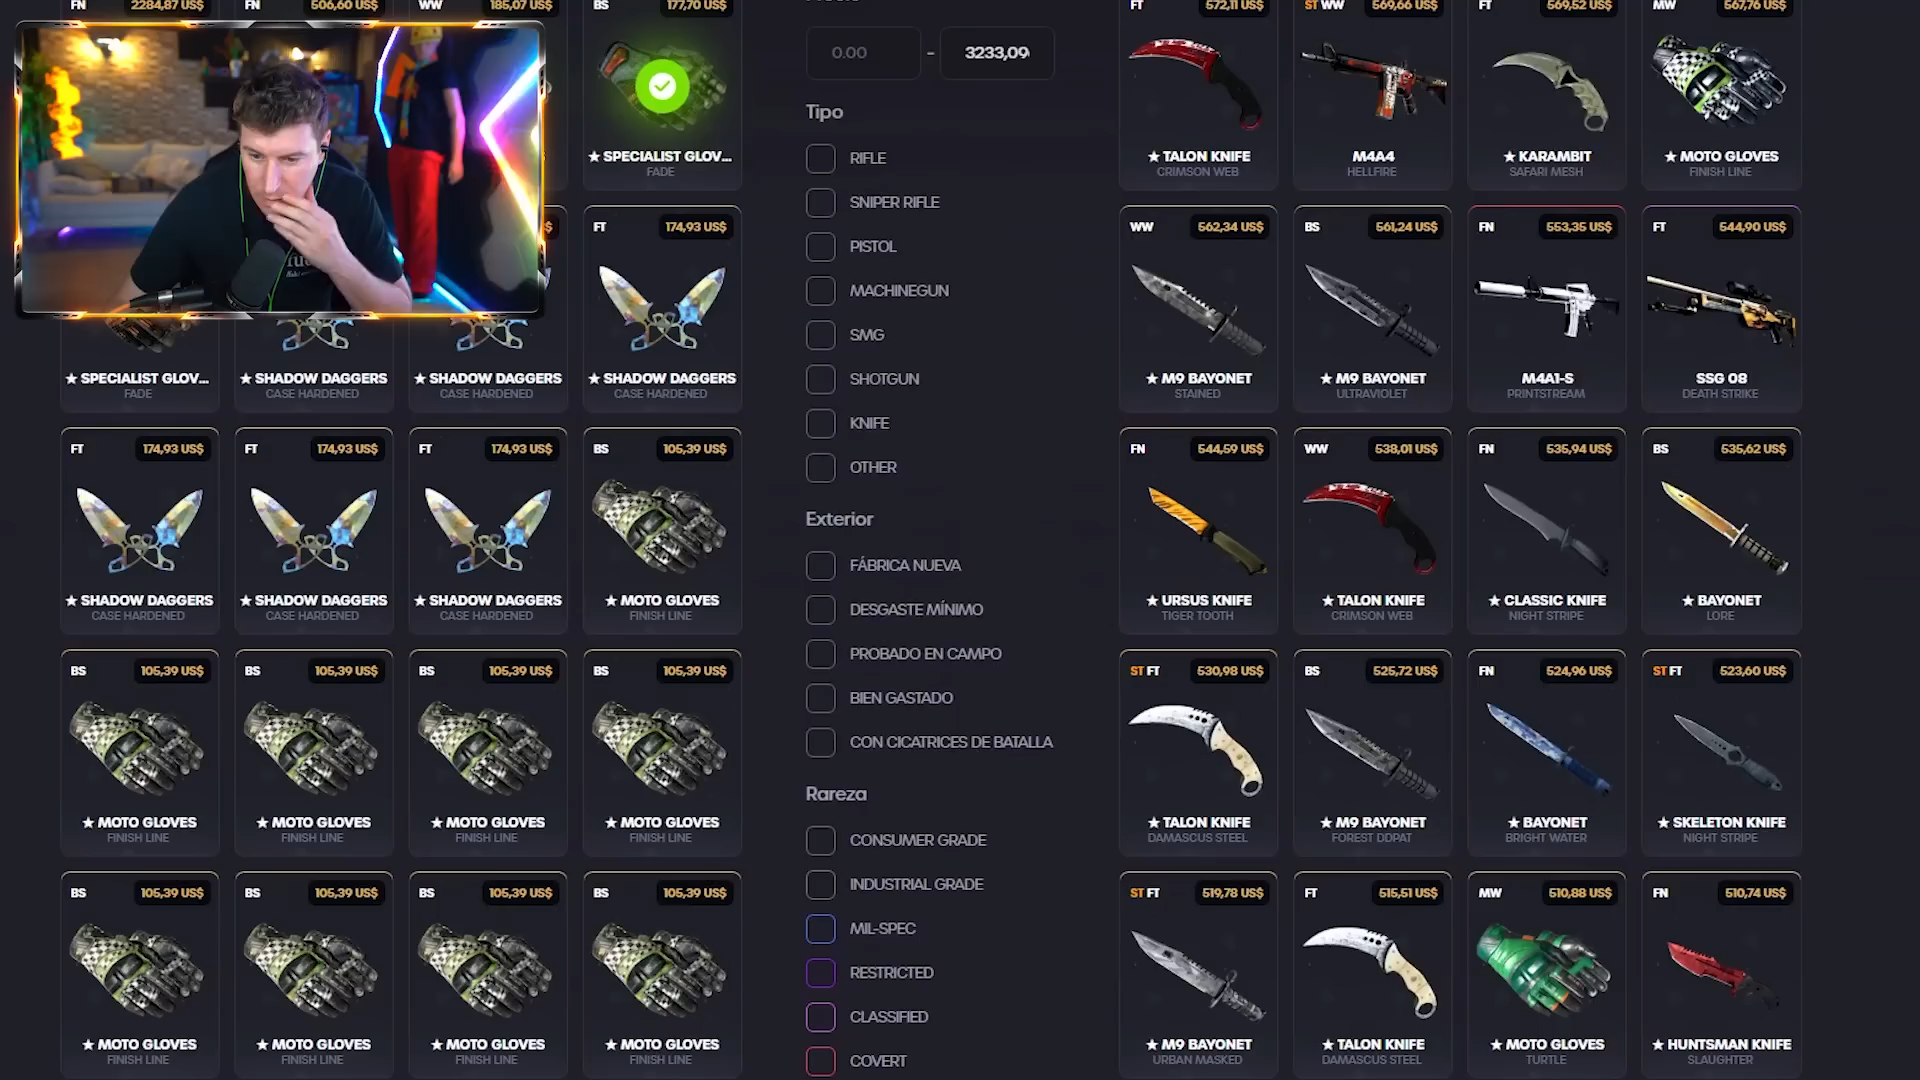 FN 2284,87 US$
FN 506,60 US$
WW 185,07 US$
BS 177,70 US$
★ SPECIALIST GLOV...
FADE
FT 174,93 US$
★ SPECIALIST GLOV...
FADE
★ SHADOW DAGGERS
CASE HARDENED
★ SHADOW DAGGERS
CASE HARDENED
★ SHADOW DAGGERS
CASE HARDENED
FT 174,93 US$
★ SHADOW DAGGERS
CASE HARDENED
FT 174,93 US$
★ SHADOW DAGGERS
CASE HARDENED
FT 174,93 US$
★ SHADOW DAGGERS
CASE HARDENED
BS 105,39 US$
★ MOTO GLOVES
FINISH LINE
BS 105,39 US$
★ MOTO GLOVES
FINISH LINE
BS 105,39 US$
★ MOTO GLOVES
FINISH LINE
BS 105,39 US$
★ MOTO GLOVES
FINISH LINE
BS 105,39 US$
★ MOTO GLOVES
FINISH LINE
BS 105,39 US$
★ MOTO GLOVES
FINISH LINE
BS 105,39 US$
★ MOTO GLOVES
FINISH LINE
BS 105,39 US$
★ MOTO GLOVES
FINISH LINE
BS 105,39 US$
★ MOTO GLOVES
FINISH LINE
0.00 - 3233,09
Tipo
RIFLE
SNIPER RIFLE
PISTOL
MACHINEGUN
SMG
SHOTGUN
KNIFE
OTHER
Exterior
FÁBRICA NUEVA
DESGASTE MÍNIMO
PROBADO EN CAMPO
BIEN GASTADO
CON CICATRICES DE BATALLA
Rareza
CONSUMER GRADE
INDUSTRIAL GRADE
MIL-SPEC
RESTRICTED
CLASSIFIED
COVERT
FT 572,11 US$
★ TALON KNIFE
CRIMSON WEB
ST WW 569,66 US$
M4A4
HELLFIRE
FT 569,52 US$
★ KARAMBIT
SAFARI MESH
MW 567,76 US$
★ MOTO GLOVES
FINISH LINE
WW 562,34 US$
★ M9 BAYONET
STAINED
BS 561,24 US$
★ M9 BAYONET
ULTRAVIOLET
FN 553,35 US$
M4A1-S
PRINTSTREAM
FT 544,90 US$
SSG 08
DEATH STRIKE
FN 544,59 US$
★ URSUS KNIFE
TIGER TOOTH
WW 538,01 US$
★ TALON KNIFE
CRIMSON WEB
FN 535,94 US$
★ CLASSIC KNIFE
NIGHT STRIPE
BS 535,62 US$
★ BAYONET
LORE
ST FT 530,98 US$
★ TALON KNIFE
DAMASCUS STEEL
BS 525,72 US$
★ M9 BAYONET
FOREST DDPAT
FN 524,96 US$
★ BAYONET
BRIGHT WATER
ST FT 523,60 US$
★ SKELETON KNIFE
NIGHT STRIPE
ST FT 519,78 US$
★ M9 BAYONET
URBAN MASKED
FT 515,51 US$
★ TALON KNIFE
DAMASCUS STEEL
MW 510,88 US$
★ MOTO GLOVES
TURTLE
FN 510,74 US$
★ HUNTSMAN KNIFE
SLAUGHTER